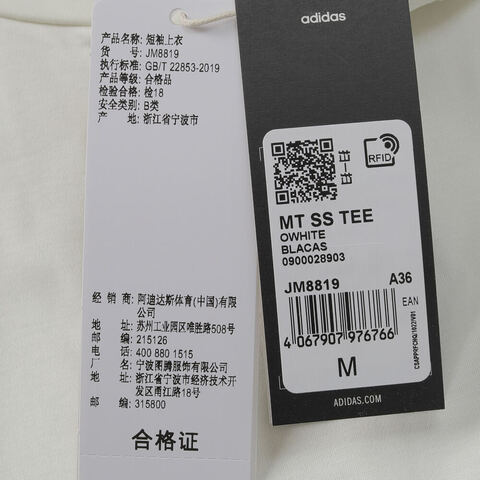 产品名称: 短袖上衣
货 号: JM8819
执行标准: GB/T 22853-2019
产品等级: 合格品
检验合格: 检18
安全类别: B类
产 地: 浙江省宁波市
经 销 商: 阿迪达斯体育(中国)有限
公司
地 址: 苏州工业园区唯胜路508号
邮 编: 215126
电 话: 400 880 1515
厂 名: 宁波图腾服饰有限公司
地 址: 浙江省宁波市经济技术开
发区甬江路18号
邮 编: 315800
合格证
adidas
RFID
MT SS TEE
OWHITE
BLACAS
0900028903
JM8819 A36
EAN
4 067907 976766
M
ADIDAS.COM